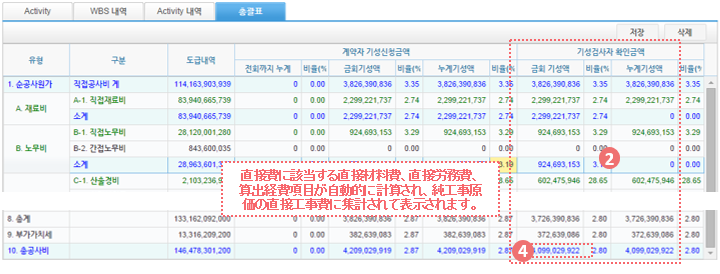 Activity WBS 내역 Activity 내역 총괄표
저장 삭제
유형 구분 도급내역 계약자 기성신청금액 기성검사자 확인금액
전회까지 누계 비율(% 금회기성액 비율(% 누계기성액 비율(% 금회 기성액 비율(% 누계기성액 비율(%
1. 순공사원가 직접공사비 계 114,163,903,939 0 0.00 3,826,390,836 3.35 3,826,390,836 3.35 3,826,390,836 3.35 3,826,390,836 3.35
A. 재료비 A-1. 직접재료비 83,940,665,739 0 0.00 2,299,221,737 2.74 2,299,221,737 2.74 2,299,221,737 2.74 2,299,221,737 2.74
소계 83,940,665,739 0 0.00 2,299,221,737 2.74 2,299,221,737 2.74 2,299,221,737 2.74 2,299,221,737 2.74
B. 노무비 B-1. 직접노무비 28,120,001,280 0 0.00 924,693,153 3.29 924,693,153 3.29 924,693,153 3.29 924,693,153 3.29
B-2. 간접노무비 843,600,035 0 0.00 0 0.00 0 0.00 0 0.00 0 0.00
소계 28,963,601,3 3.19 924,693,153 3.1 2 924,693,153 3.19
C-1. 산출경비 2,103,236,9 28.65 602,475,946 28.65 602,475,946 28.65
直接費に該当する直接材料費、直接労務費、
算出経費項目が自動的に計算され、純工事原
価の直接工事費に集計されて表示されます。
8. 총계 133,162,092,000 0 0.00 3,826,390,836 2.87 3,826,390,836 2.87 3,726,390,836 2.80 3,726,390,836 2.80
9. 부가가치세 13,316,209,200 0 0.00 382,639,083 2.87 382,639,083 2.87 372,639,086 2.80 372,639,086 2.80
10. 총공사비 146,478,301,200 0 0.00 4,209,029,919 2.87 4,209,029,919 2.87 4 ,099,029,922 2.80 4,099,029,922 2.80